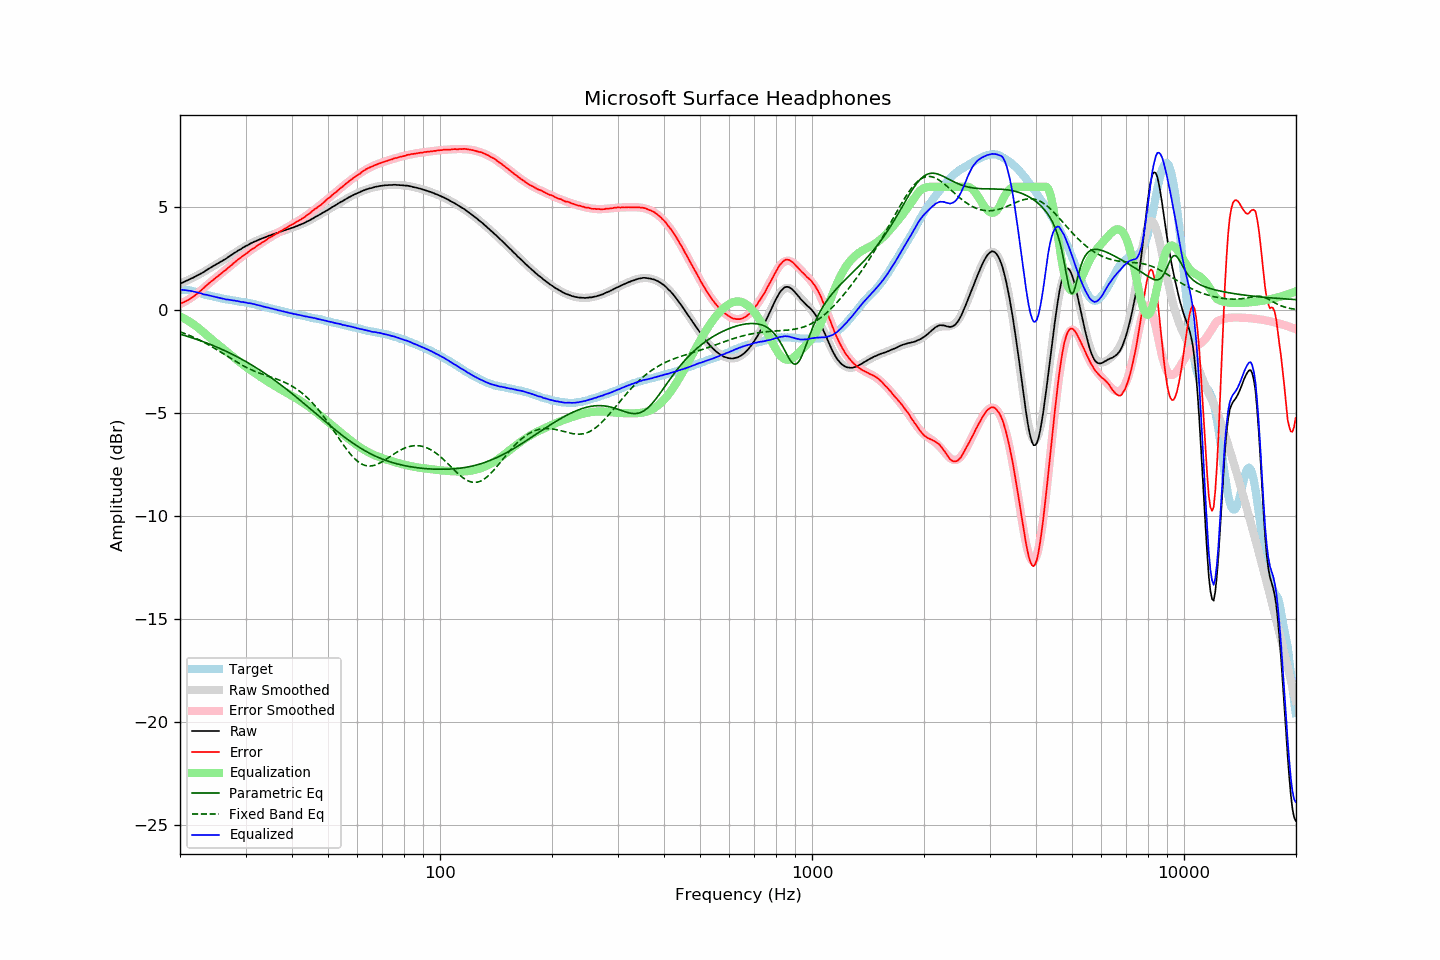 Microsoft Surface Headphones
Amplitude (dBr)
5
0
−5
−10
−15
−20
−25
Target
Raw Smoothed
Error Smoothed
Raw
Error
Equalization
Parametric Eq
Fixed Band Eq
Equalized
100
1000
10000
Frequency (Hz)